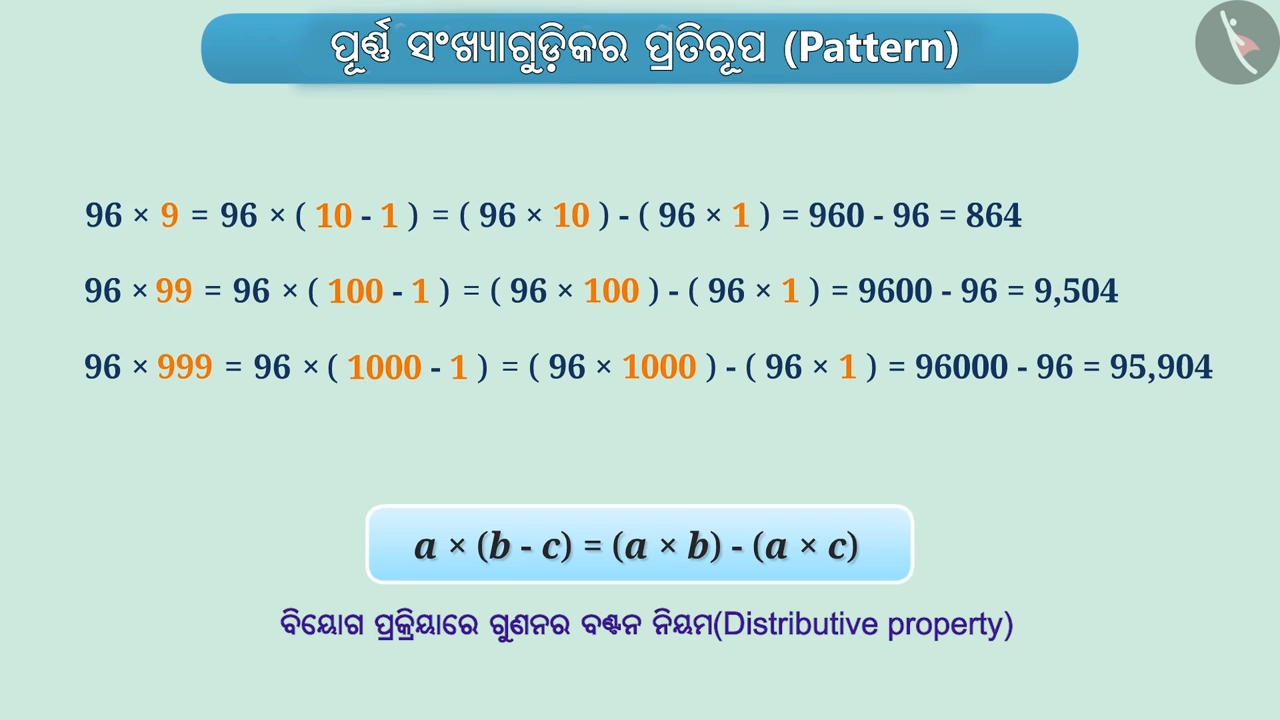 ପୂର୍ଣ୍ଣ ସଂଖ୍ୟାଗୁଡ଼ିକର ପ୍ରତିରୂପ (Pattern)
96 × 9 = 96 × ( 10 - 1 ) = ( 96 × 10 ) - ( 96 × 1 ) = 960 - 96 = 864
96 × 99 = 96 × ( 100 - 1 ) = ( 96 × 100 ) - ( 96 × 1 ) = 9600 - 96 = 9,504
96 × 999 = 96 × ( 1000 - 1 ) = ( 96 × 1000 ) - ( 96 × 1 ) = 96000 - 96 = 95,904
a × (b - c) = (a × b) - (a × c)
ବିୟୋଗ ପ୍ରକ୍ରିୟାରେ ଗୁଣନର ବଣ୍ଟନ ନିୟମ(Distributive property)